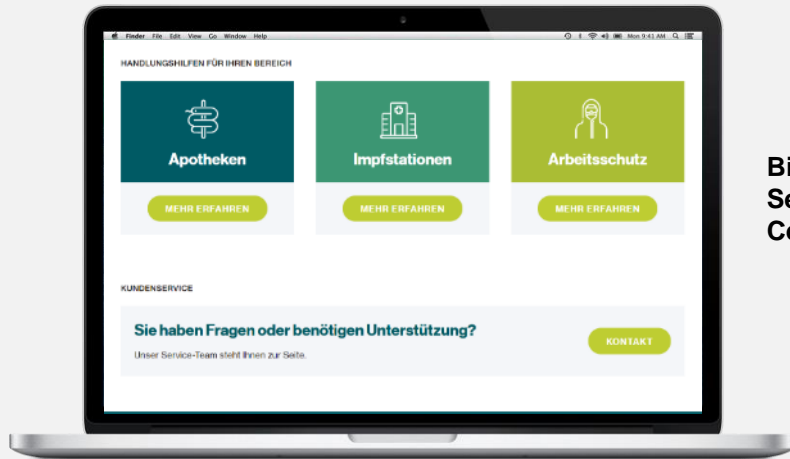 Finder File Edit View Go Window Help Mon 9:41 AM
HANDLUNGSHILFEN FÜR IHREN BEREICH
Apotheken Impfstationen Arbeitsschutz
MEHR ERFAHREN MEHR ERFAHREN MEHR ERFAHREN
KUNDENSERVICE
Sie haben Fragen oder benötigen Unterstützung?
Unser Service-Team steht Ihnen zur Seite.
KONTAKT